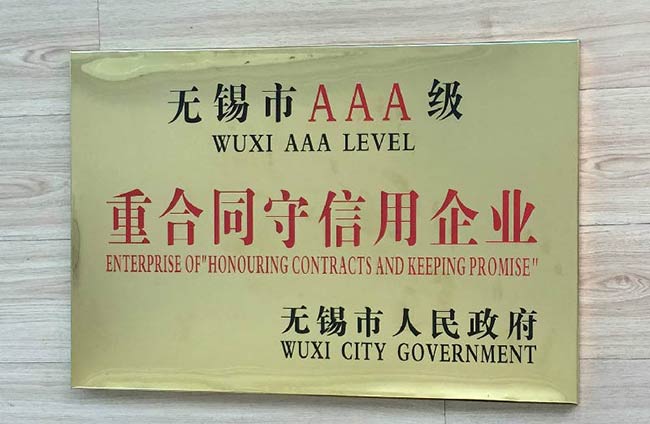 无锡市AAA级
WUXI AAA LEVEL
重合同守信用企业
ENTERPRISE OF"HONOURING CONTRACTS AND KEEPING PROMISE"
无锡市人民政府
WUXI CITY GOVERNMENT